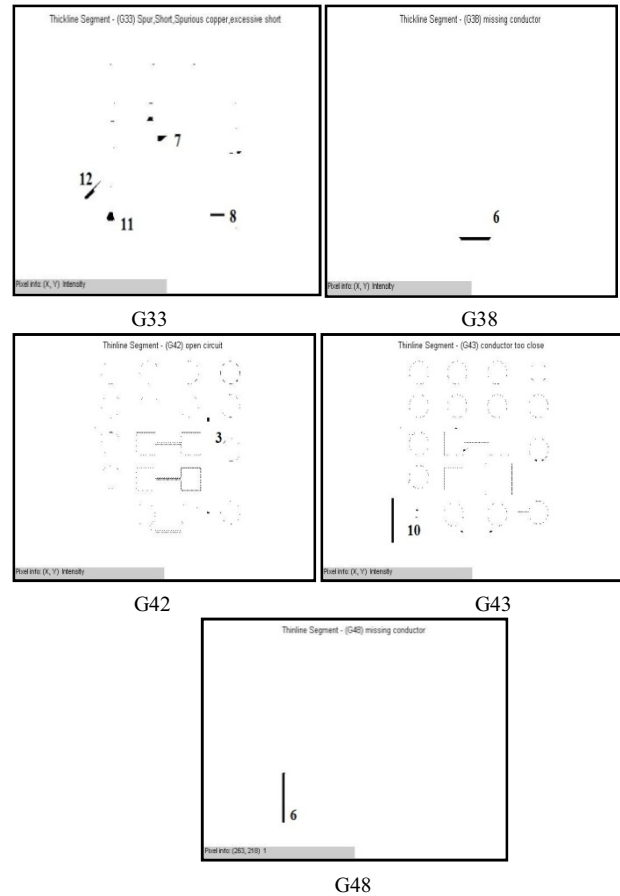 Thickline Segment - (G33) Spur,Short,Spurious copper,excessive short
7
12
11
8
Pixel info: (X, Y) Intensity
G33
Thickline Segment - (G38) missing conductor
6
Pixel info: (X, Y) Intensity
G38
Thinline Segment - (G42) open circuit
3
Pixel info: (X, Y) Intensity
G42
Thinline Segment - (G43) conductor too close
10
Pixel info: (X, Y) Intensity
G43
Thinline Segment - (G48) missing conductor
6
Pixel info: (263, 218) 1
G48